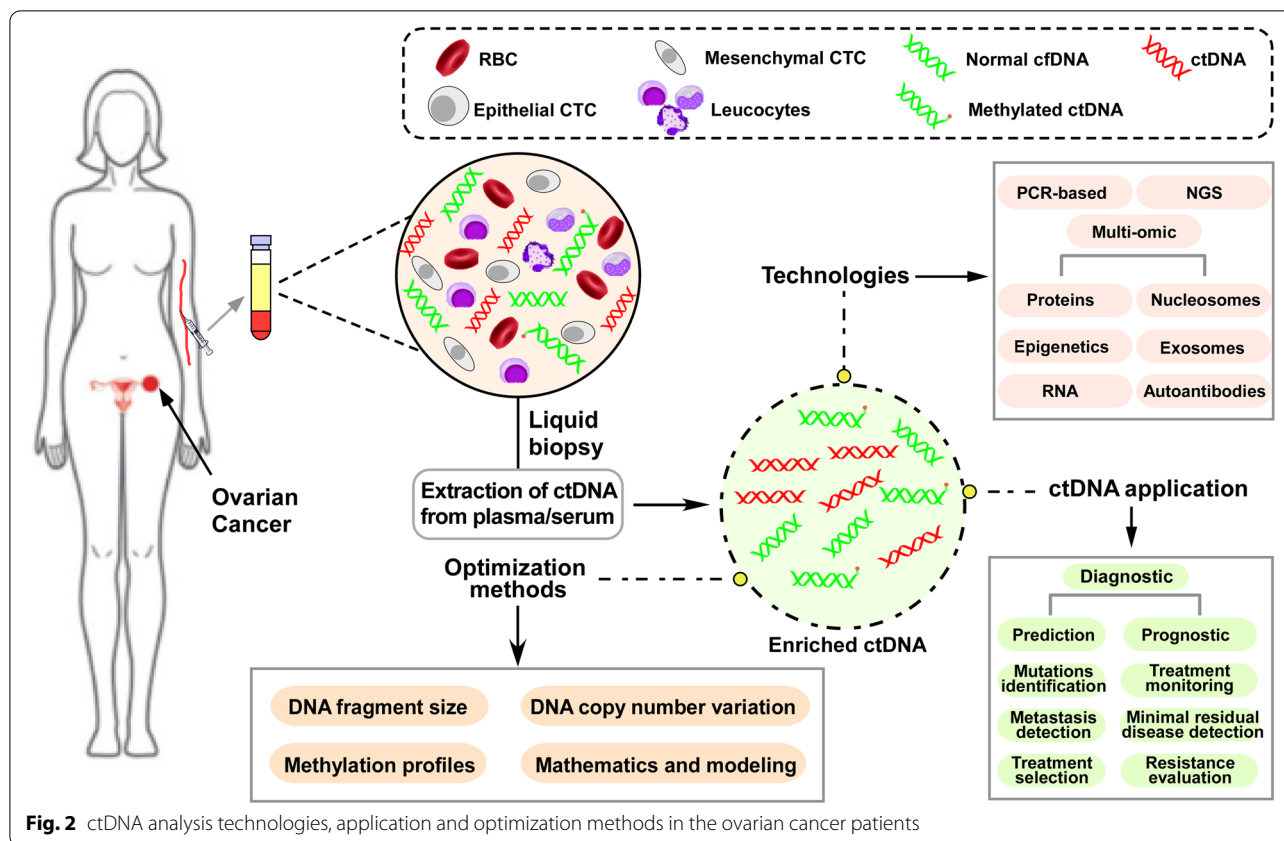 RBC
Mesenchymal CTC
Normal cfDNA
ctDNA
Epithelial CTC
Leucocytes
Methylated ctDNA
PCR-based
NGS
Multi-omic
Proteins
Nucleosomes
Epigenetics
Exosomes
RNA
Autoantibodies
Technologies
Liquid
biopsy
Ovarian
Cancer
Extraction of ctDNA
from plasma/serum
Optimization
methods
Enriched ctDNA
ctDNA application
Diagnostic
Prediction
Prognostic
Mutations
identification
Treatment
monitoring
Metastasis
detection
Minimal residual
disease detection
Treatment
selection
Resistance
evaluation
DNA fragment size
DNA copy number variation
Methylation profiles
Mathematics and modeling
Fig. 2 ctDNA analysis technologies, application and optimization methods in the ovarian cancer patients